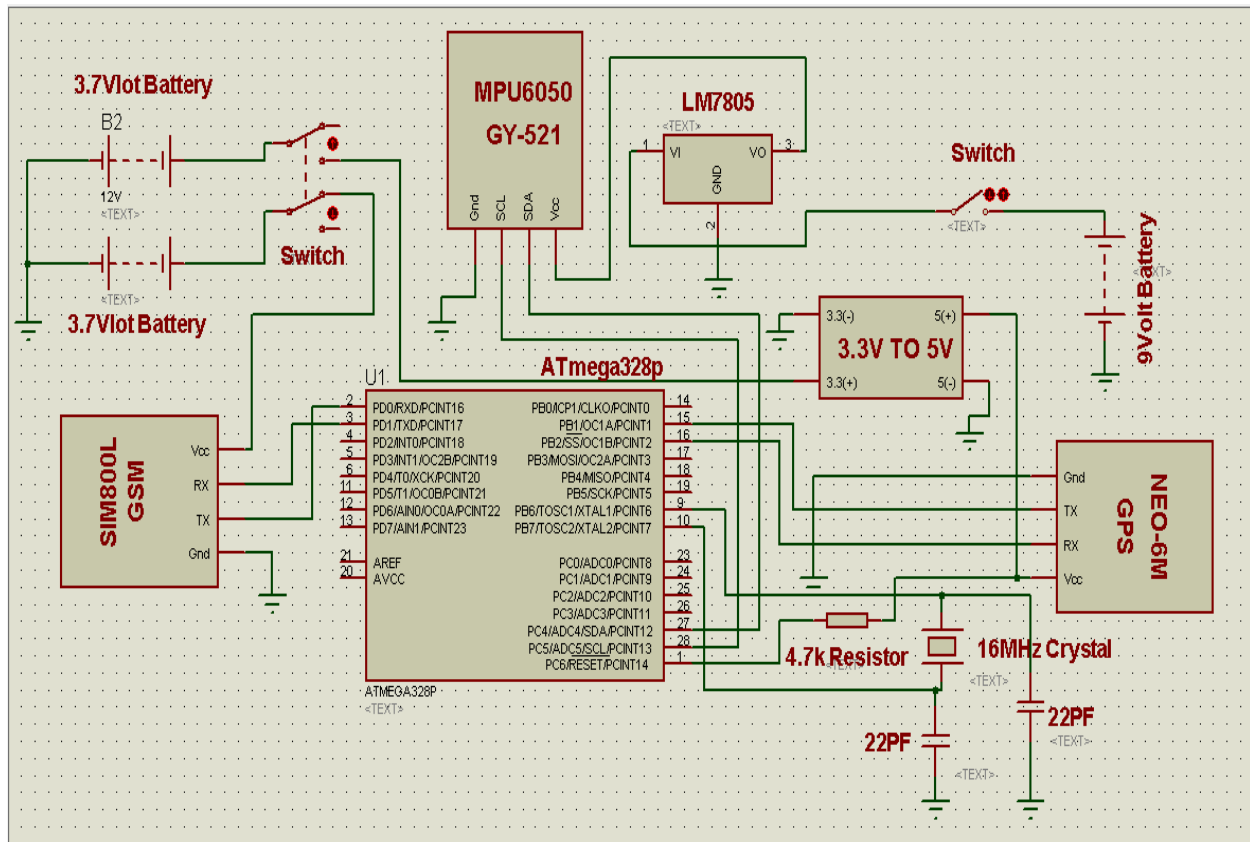 3.7Vlot Battery
B2
12V
<TEXT>
Switch
<TEXT>
3.7Vlot Battery
MPU6050
GY-521
Gnd
SCL
SDA
Vcc
LM7805
<TEXT>
1
VI
VO
3
GND
2
Switch
<TEXT>
9Volt Battery
<TEXT>
3.3(-)
5(+)
3.3V TO 5V
3.3(+)
5(-)
ATmega328p
U1
2
PD0/RXD/PCINT16
3
PD1/TXD/PCINT17
4
PD2/INT0/PCINT18
5
PD3/INT1/OC2B/PCINT19
6
PD4/T0/XCK/PCINT20
11
PD5/T1/OC0B/PCINT21
12
PD6/AIN0/OC0A/PCINT22
13
PD7/AIN1/PCINT23
21
AREF
20
AVCC
PB0/ICP1/CLKO/PCINT0
14
PB1/OC1A/PCINT1
15
PB2/SS/OC1B/PCINT2
16
PB3/MOSI/OC2A/PCINT3
17
PB4/MISO/PCINT4
18
PB5/SCK/PCINT5
19
PB6/TOSC1/XTAL1/PCINT6
9
PB7/TOSC2/XTAL2/PCINT7
10
PC0/ADC0/PCINT8
23
PC1/ADC1/PCINT9
24
PC2/ADC2/PCINT10
25
PC3/ADC3/PCINT11
26
PC4/ADC4/SDA/PCINT12
27
PC5/ADC5/SCL/PCINT13
28
PC6/RESET/PCINT14
1
ATMEGA328P
<TEXT>
SIM800L
GSM
Vcc
RX
TX
Gnd
NEO-6M
GPS
Gnd
TX
RX
Vcc
4.7k Resistor
<TEXT>
16MHz Crystal
<TEXT>
22PF
<TEXT>
22PF
<TEXT>